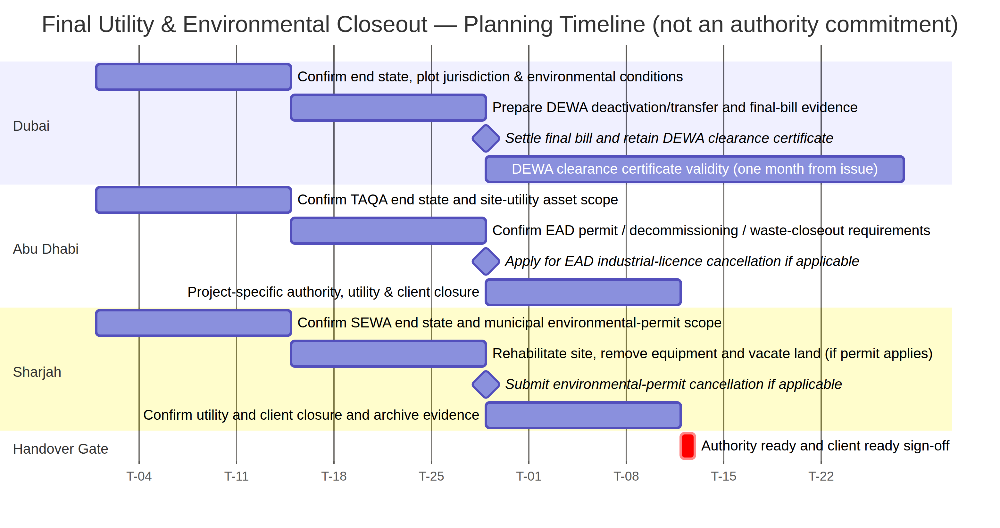 Final Utility & Environmental Closeout — Planning Timeline (not an authority commitment)
Dubai
Confirm end state, plot jurisdiction & environmental conditions
Prepare DEWA deactivation/transfer and final-bill evidence
Settle final bill and retain DEWA clearance certificate
DEWA clearance certificate validity (one month from issue)
Abu Dhabi
Confirm TAQA end state and site-utility asset scope
Confirm EAD permit / decommissioning / waste-closeout requirements
Apply for EAD industrial-licence cancellation if applicable
Project-specific authority, utility & client closure
Sharjah
Confirm SEWA end state and municipal environmental-permit scope
Rehabilitate site, remove equipment and vacate land (if permit applies)
Submit environmental-permit cancellation if applicable
Confirm utility and client closure and archive evidence
Handover Gate
Authority ready and client ready sign-off
T-04 T-11 T-18 T-25 T-01 T-08 T-15 T-22